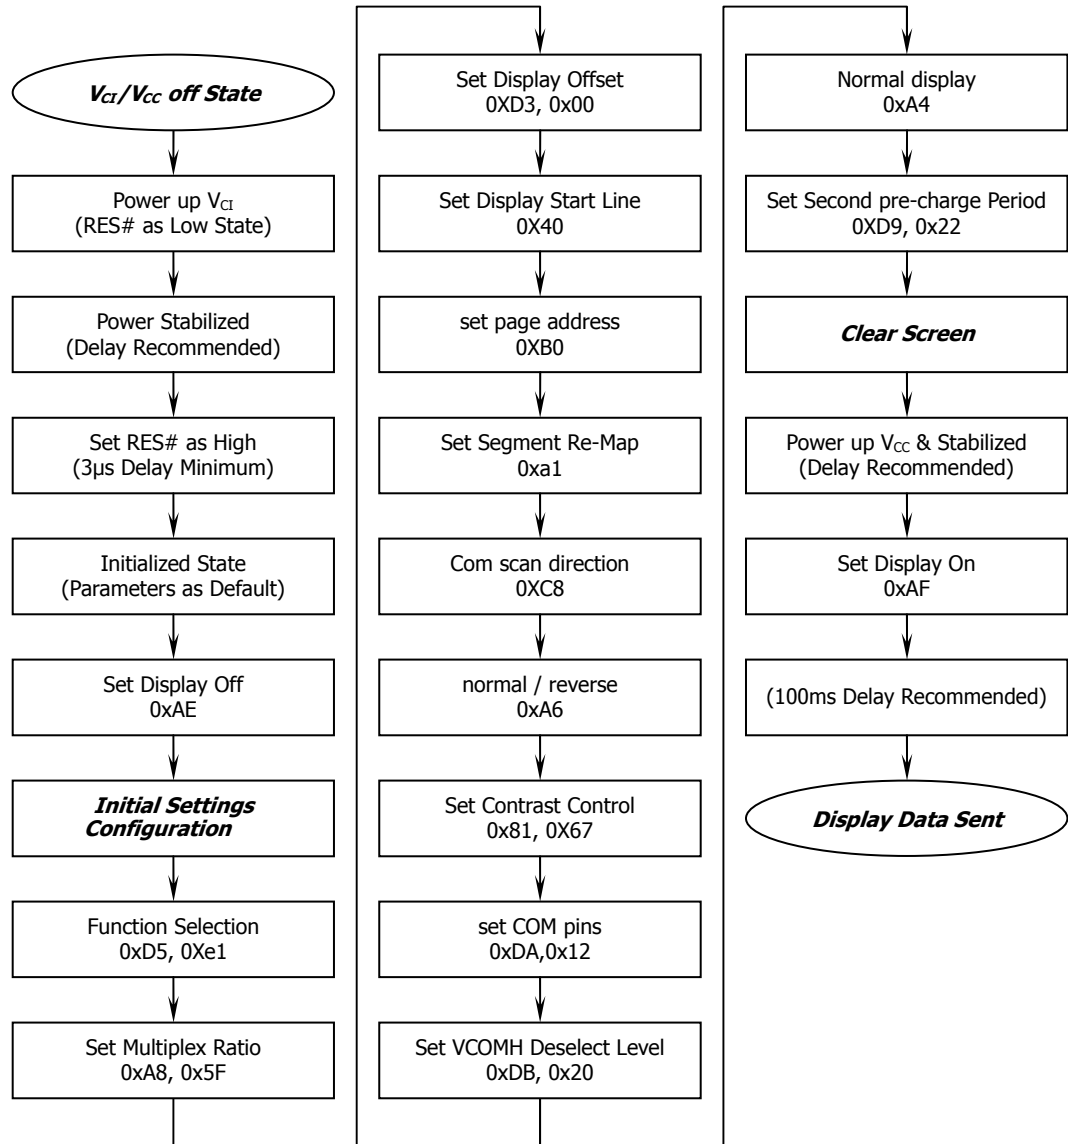 V_CI/V_CC off State
Power up V_CI
(RES# as Low State)
Power Stabilized
(Delay Recommended)
Set RES# as High
(3μs Delay Minimum)
Initialized State
(Parameters as Default)
Set Display Off
0xAE
Initial Settings
Configuration
Function Selection
0xD5, 0Xe1
Set Multiplex Ratio
0xA8, 0x5F
Set Display Offset
0XD3, 0x00
Set Display Start Line
0X40
set page address
0XB0
Set Segment Re-Map
0xa1
Com scan direction
0XC8
normal / reverse
0xA6
Set Contrast Control
0x81, 0X67
set COM pins
0xDA,0x12
Set VCOMH Deselect Level
0xDB, 0x20
Normal display
0xA4
Set Second pre-charge Period
0XD9, 0x22
Clear Screen
Power up V_CC & Stabilized
(Delay Recommended)
Set Display On
0xAF
(100ms Delay Recommended)
Display Data Sent